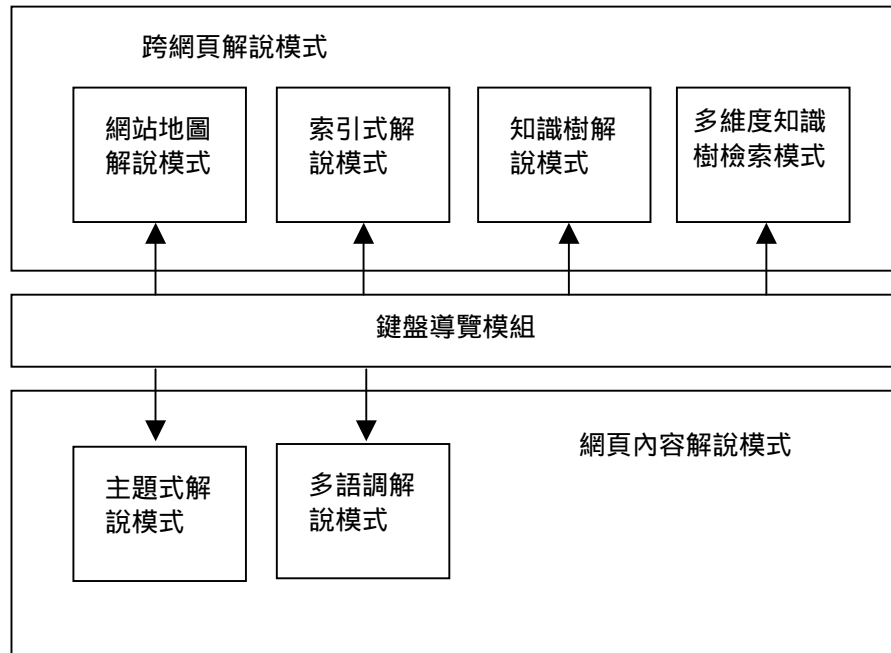 跨網頁解說模式
網站地圖
解說模式
索引式解
說模式
知識樹解
說模式
多維度知識
樹檢索模式
鍵盤導覽模組
網頁內容解說模式
主題式解
說模式
多語調解
說模式